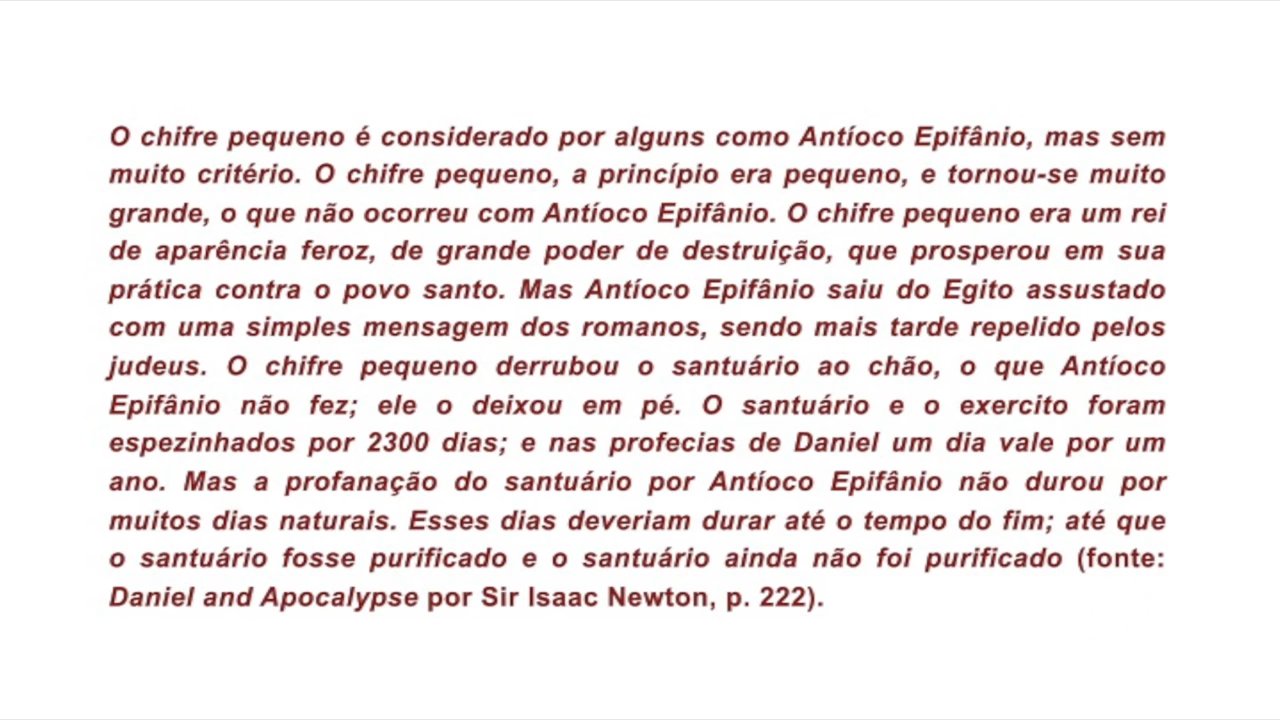 O chifre pequeno é considerado por alguns como Antíoco Epifânio, mas sem
muito critério. O chifre pequeno, a princípio era pequeno, e tornou-se muito
grande, o que não ocorreu com Antíoco Epifânio. O chifre pequeno era um rei
de aparência feroz, de grande poder de destruição, que prosperou em sua
prática contra o povo santo. Mas Antíoco Epifânio saiu do Egito assustado
com uma simples mensagem dos romanos, sendo mais tarde repelido pelos
judeus. O chifre pequeno derrubou o santuário ao chão, o que Antíoco
Epifânio não fez; ele o deixou em pé. O santuário e o exercito foram
espezinhados por 2300 dias; e nas profecias de Daniel um dia vale por um
ano. Mas a profanação do santuário por Antíoco Epifânio não durou por
muitos dias naturais. Esses dias deveriam durar até o tempo do fim; até que
o santuário fosse purificado e o santuário ainda não foi purificado (fonte:
Daniel and Apocalypse por Sir Isaac Newton, p. 222).